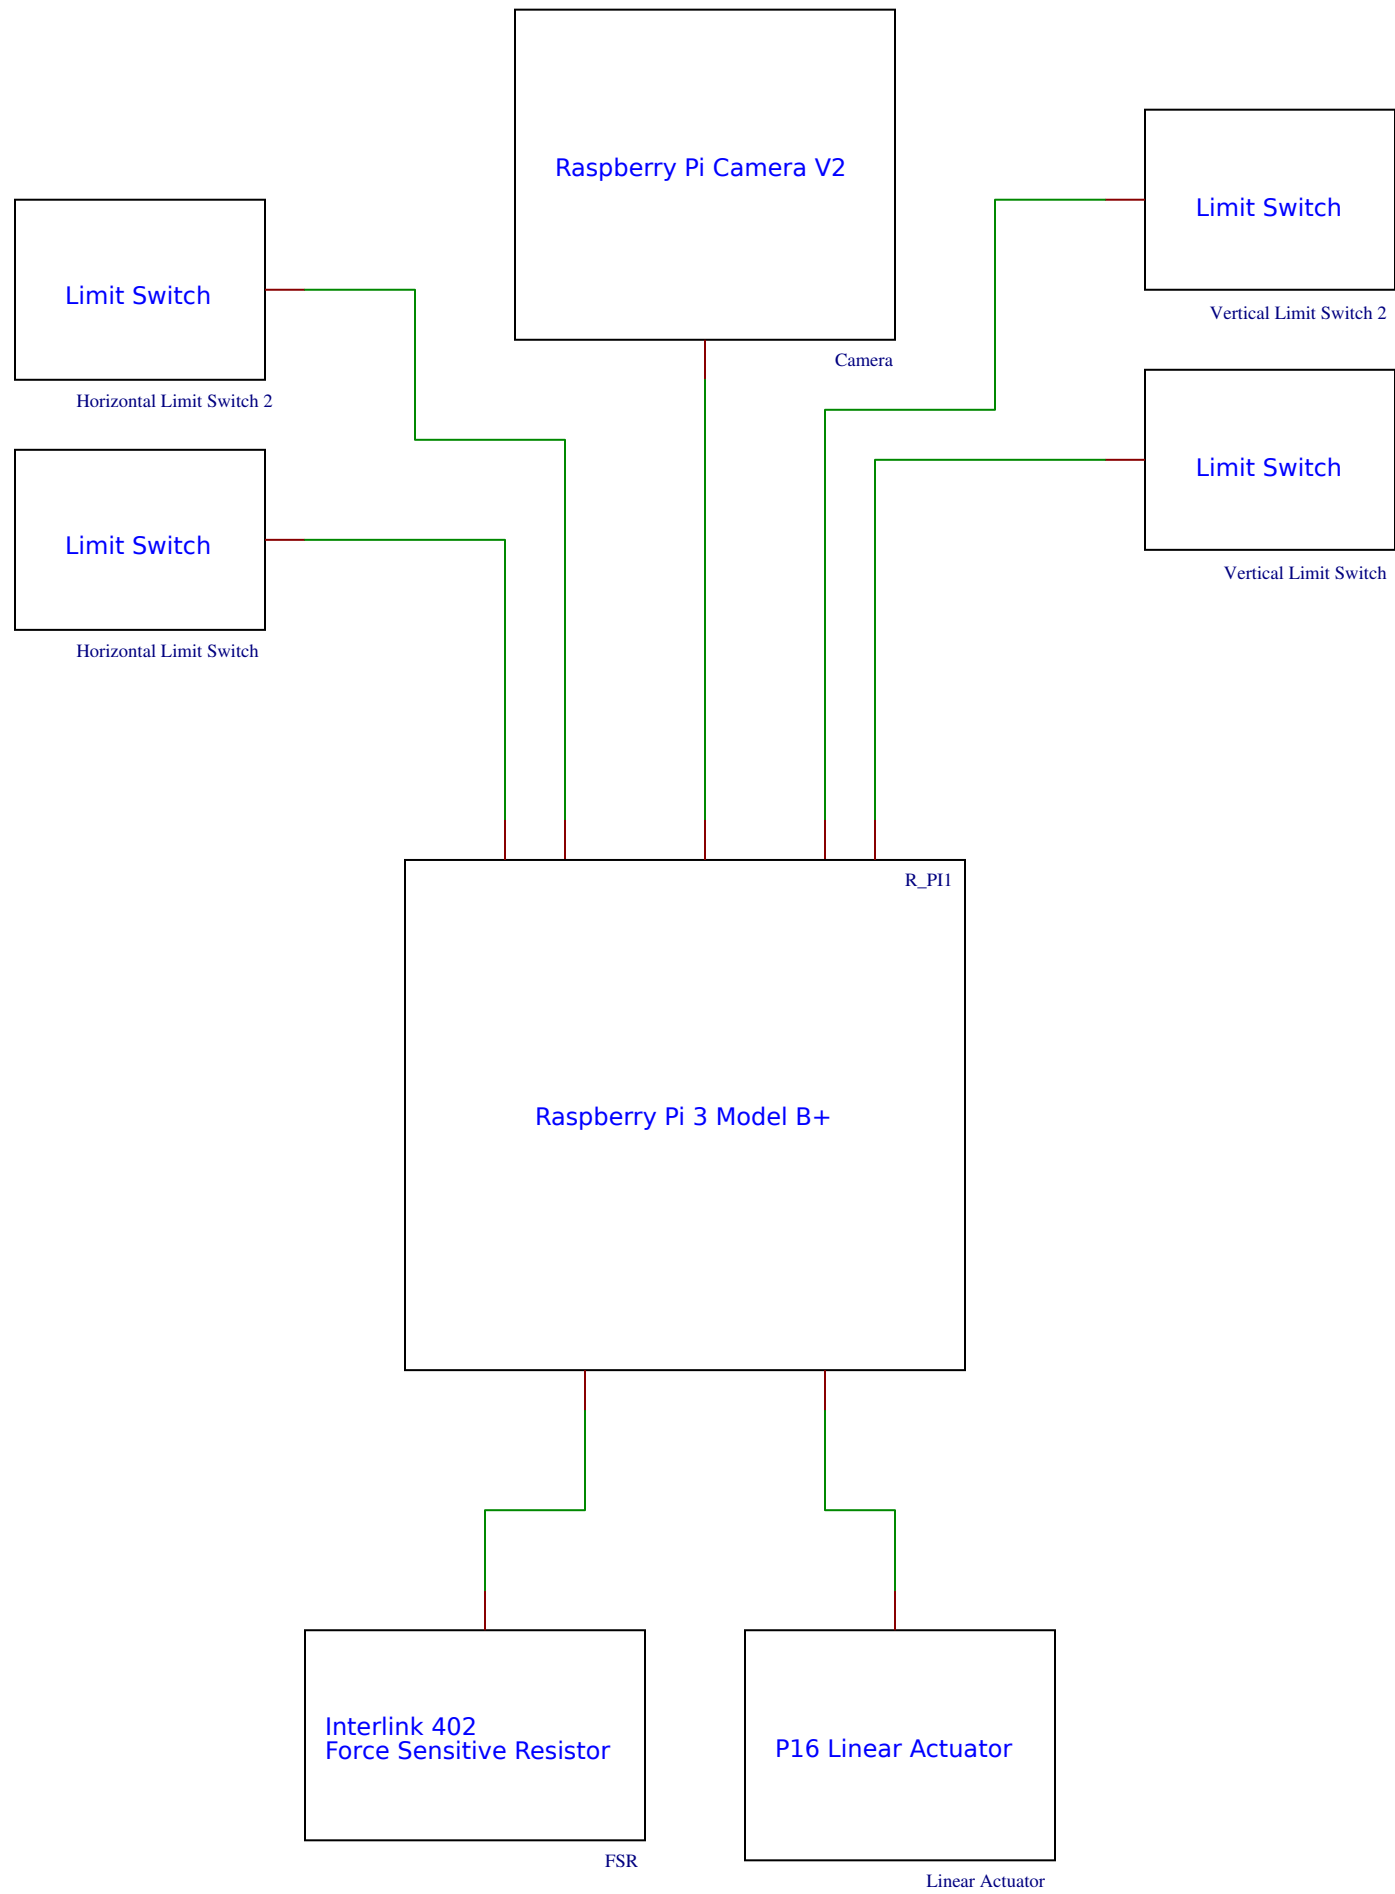 Raspberry Pi Camera V2
Camera
Limit Switch
Horizontal Limit Switch 2
Limit Switch
Horizontal Limit Switch
Limit Switch
Vertical Limit Switch 2
Limit Switch
Vertical Limit Switch
R_PI1
Raspberry Pi 3 Model B+
Interlink 402
Force Sensitive Resistor
FSR
P16 Linear Actuator
Linear Actuator